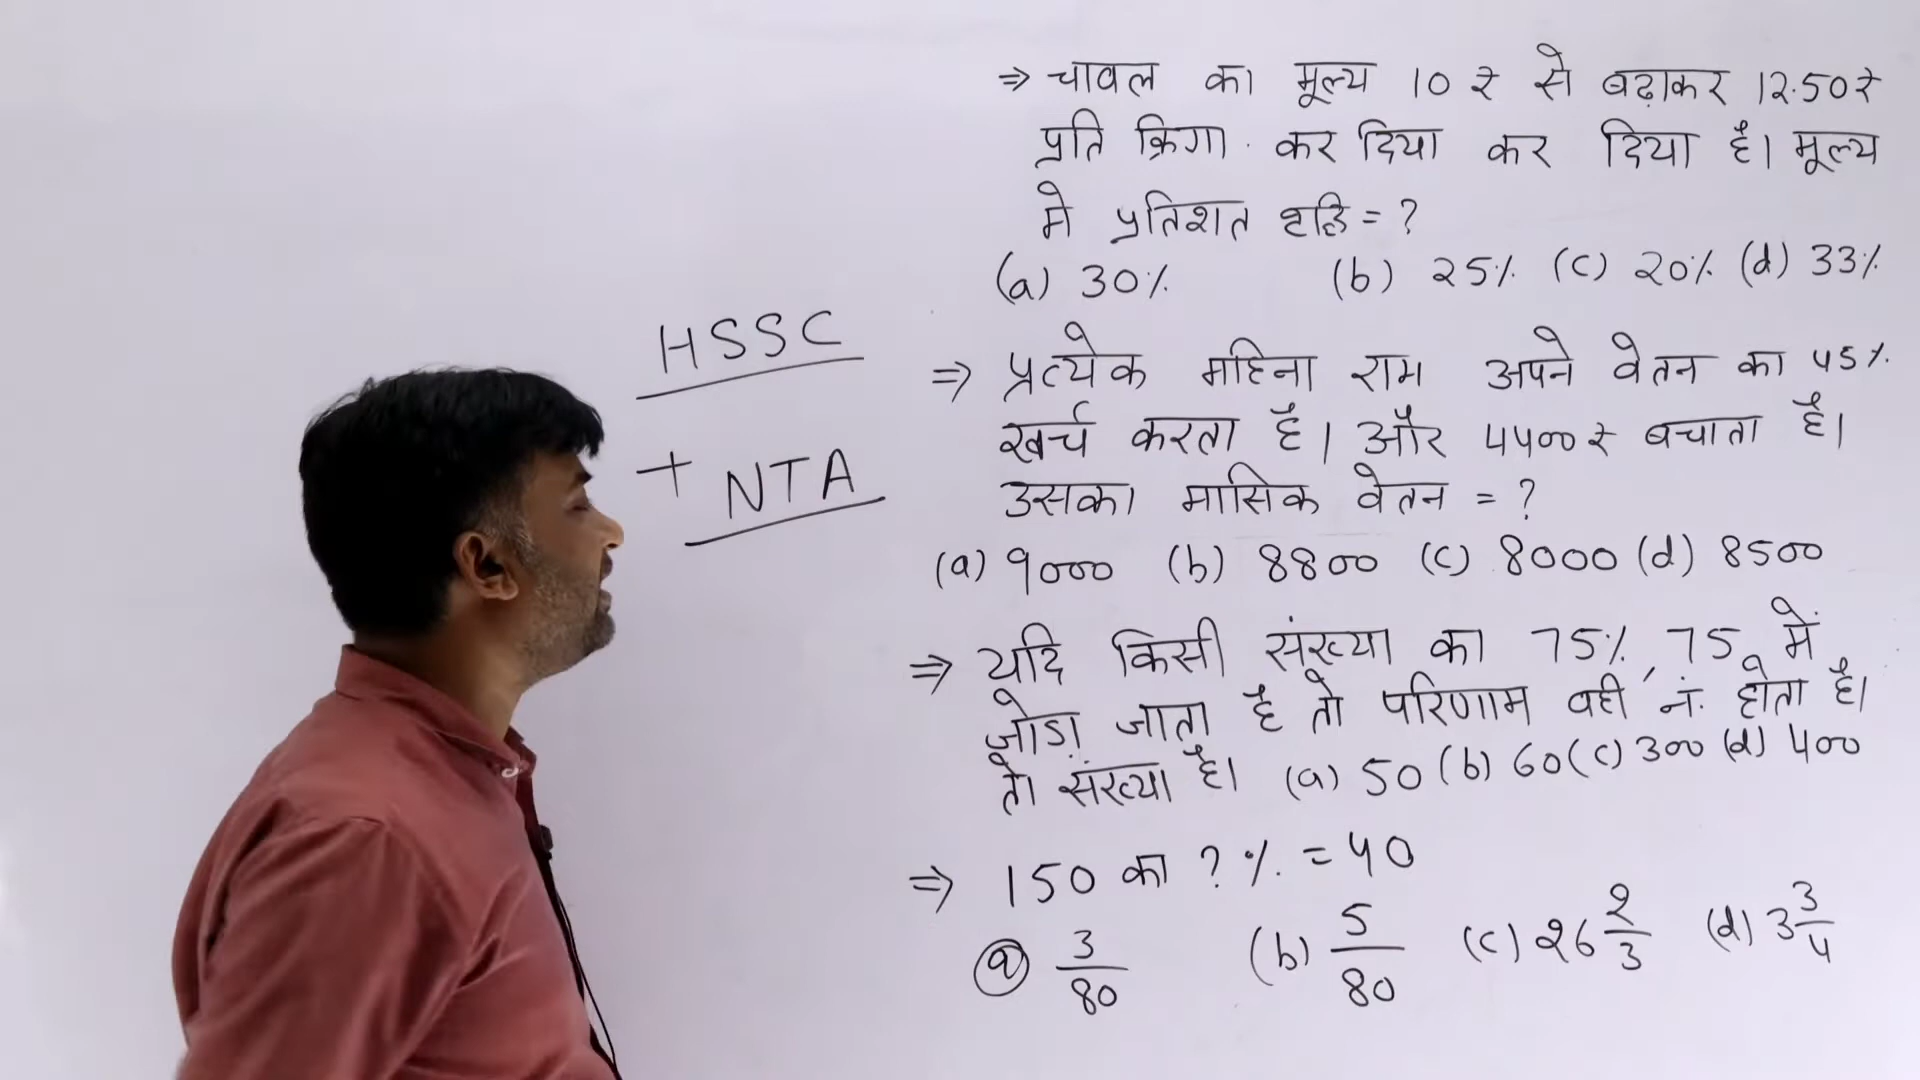 HSSC
+ NTA
⇒ चावल का मूल्य 10 ₹ से बढ़ाकर 12.50₹
प्रति क्रिगा. कर दिया कर दिया है। मूल्य
मे प्रतिशत वृद्धि = ?
(a) 30% (b) 25% (c) 20% (d) 33%
⇒ प्रत्येक महिना राम अपने वेतन का 45%
खर्च करता है। और 4400₹ बचाता है।
उसका मासिक वेतन = ?
(a) 9000 (b) 8800 (c) 8000 (d) 8500
⇒ यदि किसी संख्या का 75%, 75 में
जोड़ा जाता है तो परिणाम वही नं. होता है।
तो संख्या है। (a) 50 (b) 60 (c) 300 (d) 400
⇒ 150 का ? % = 40
(a) 3/80 (b) 5/80 (c) 26 2/3 (d) 3 3/4